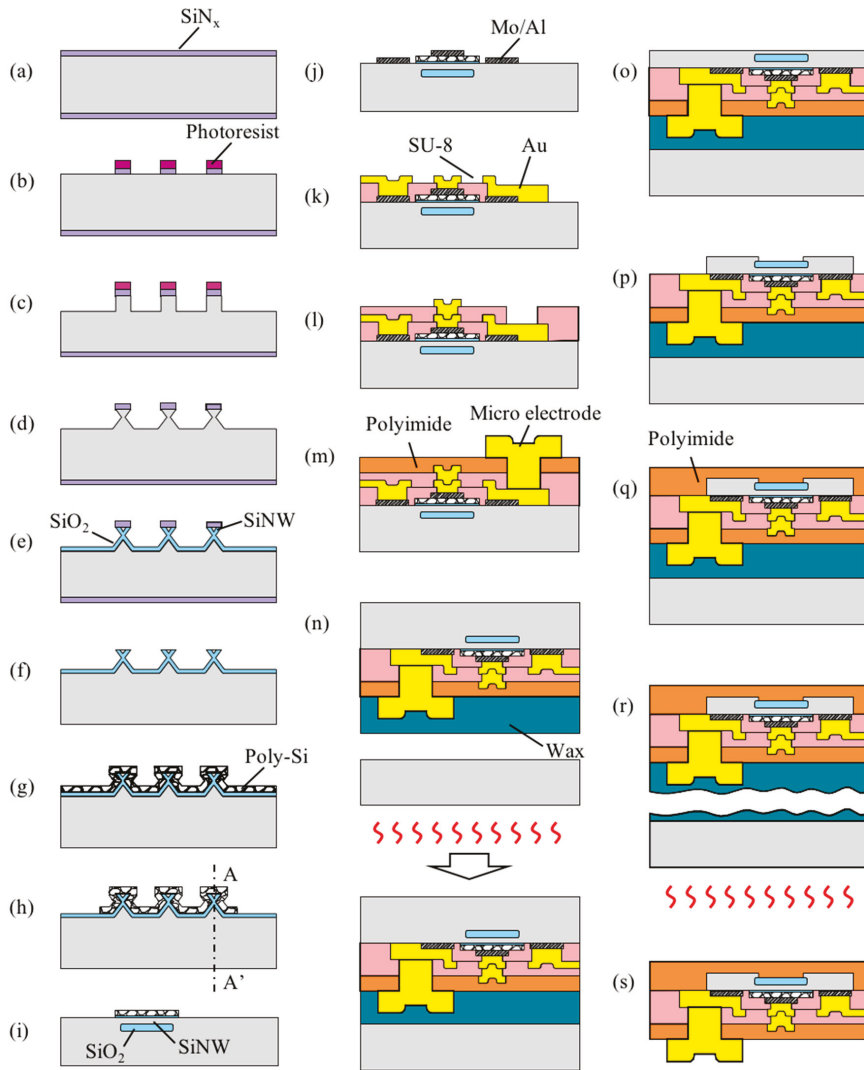 SiNₓ
(a)
Photoresist
(b)
(c)
(d)
SiO₂
SiNW
(e)
(f)
Poly-Si
(g)
(h)
A
A'
(i)
SiO₂
SiNW
Mo/Al
(j)
SU-8
Au
(k)
(l)
Micro electrode
Polyimide
(m)
(n)
Wax
(o)
(p)
Polyimide
(q)
(r)
(s)